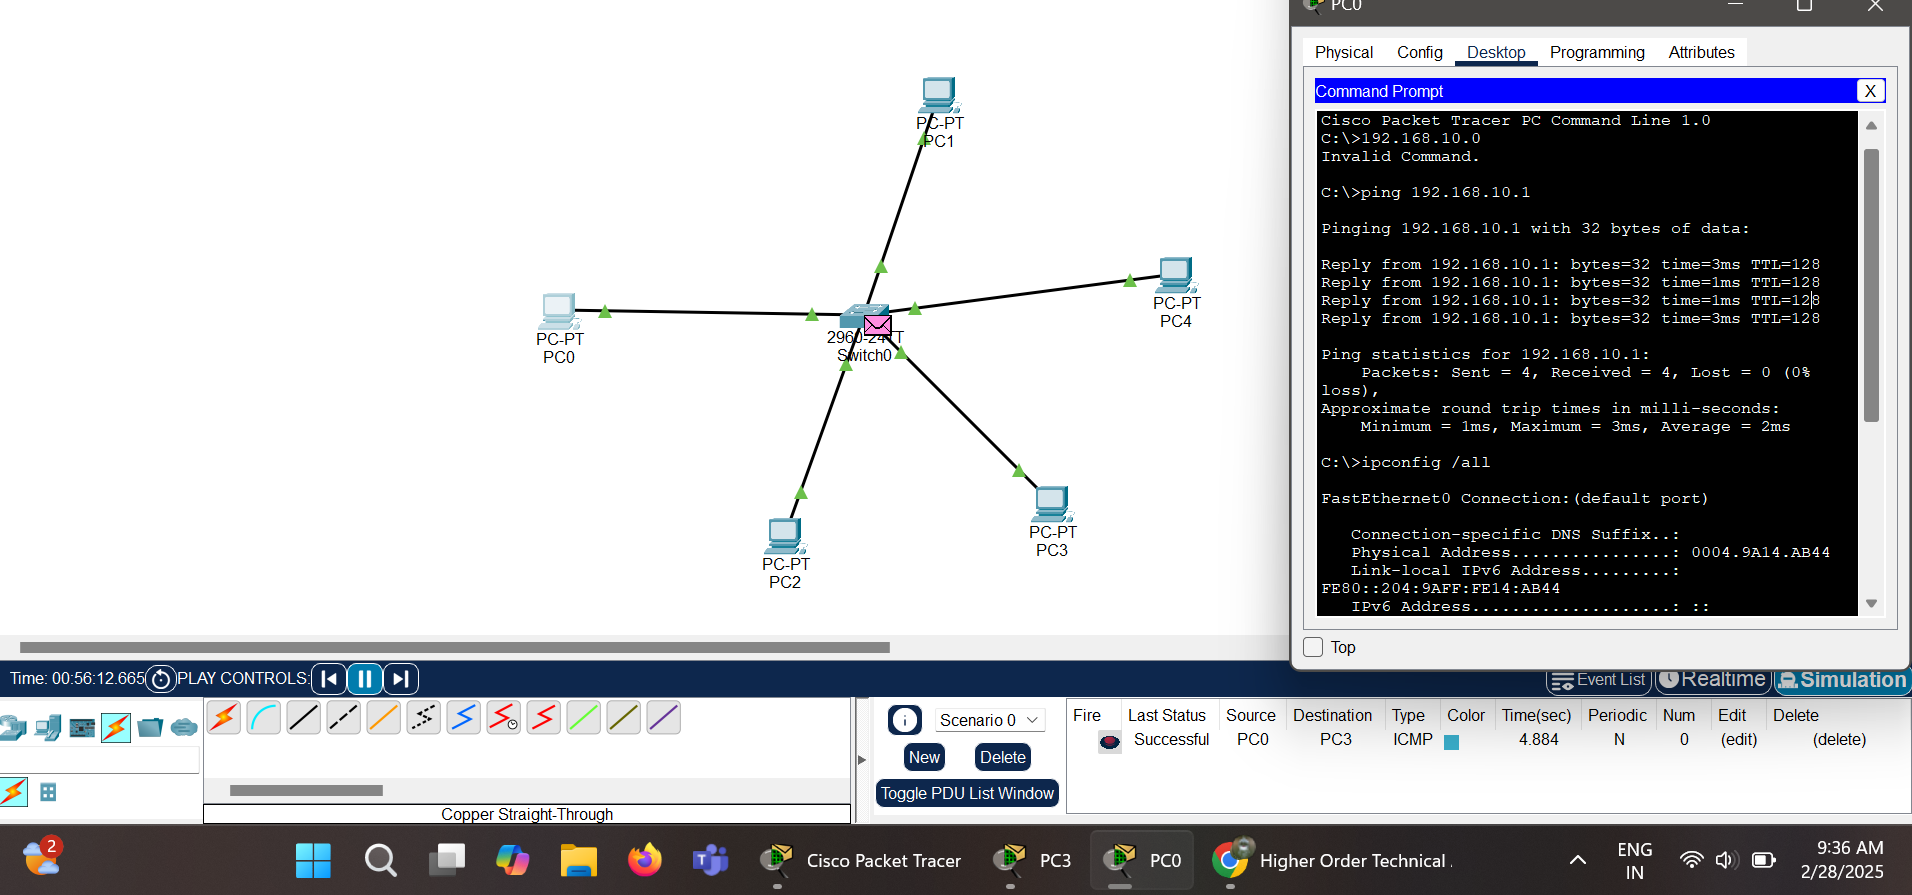 PC0
Physical Config Desktop Programming Attributes
Command Prompt
X
Cisco Packet Tracer PC Command Line 1.0
C:\>192.168.10.0
Invalid Command.
C:\>ping 192.168.10.1
Pinging 192.168.10.1 with 32 bytes of data:
Reply from 192.168.10.1: bytes=32 time=3ms TTL=128
Reply from 192.168.10.1: bytes=32 time=1ms TTL=128
Reply from 192.168.10.1: bytes=32 time=1ms TTL=128
Reply from 192.168.10.1: bytes=32 time=3ms TTL=128
Ping statistics for 192.168.10.1:
Packets: Sent = 4, Received = 4, Lost = 0 (0%
loss),
Approximate round trip times in milli-seconds:
Minimum = 1ms, Maximum = 3ms, Average = 2ms
C:\>ipconfig /all
FastEthernet0 Connection:(default port)
Connection-specific DNS Suffix..:
Physical Address................: 0004.9A14.AB44
Link-local IPv6 Address.........:
FE80::204:9AFF:FE14:AB44
IPv6 Address....................: ::
Top
PC-PT
PC1
PC-PT
PC4
PC-PT
PC0
2960-24TT
Switch0
PC-PT
PC3
PC-PT
PC2
Time: 00:56:12.665 PLAY CONTROLS:
Event List Realtime Simulation
Copper Straight-Through
Scenario 0
New Delete
Toggle PDU List Window
Fire Last Status Source Destination Type Color Time(sec) Periodic Num Edit Delete
Successful PC0 PC3 ICMP 4.884 N 0 (edit) (delete)
2
Cisco Packet Tracer PC3 PC0 Higher Order Technical
ENG
IN
9:36 AM
2/28/2025